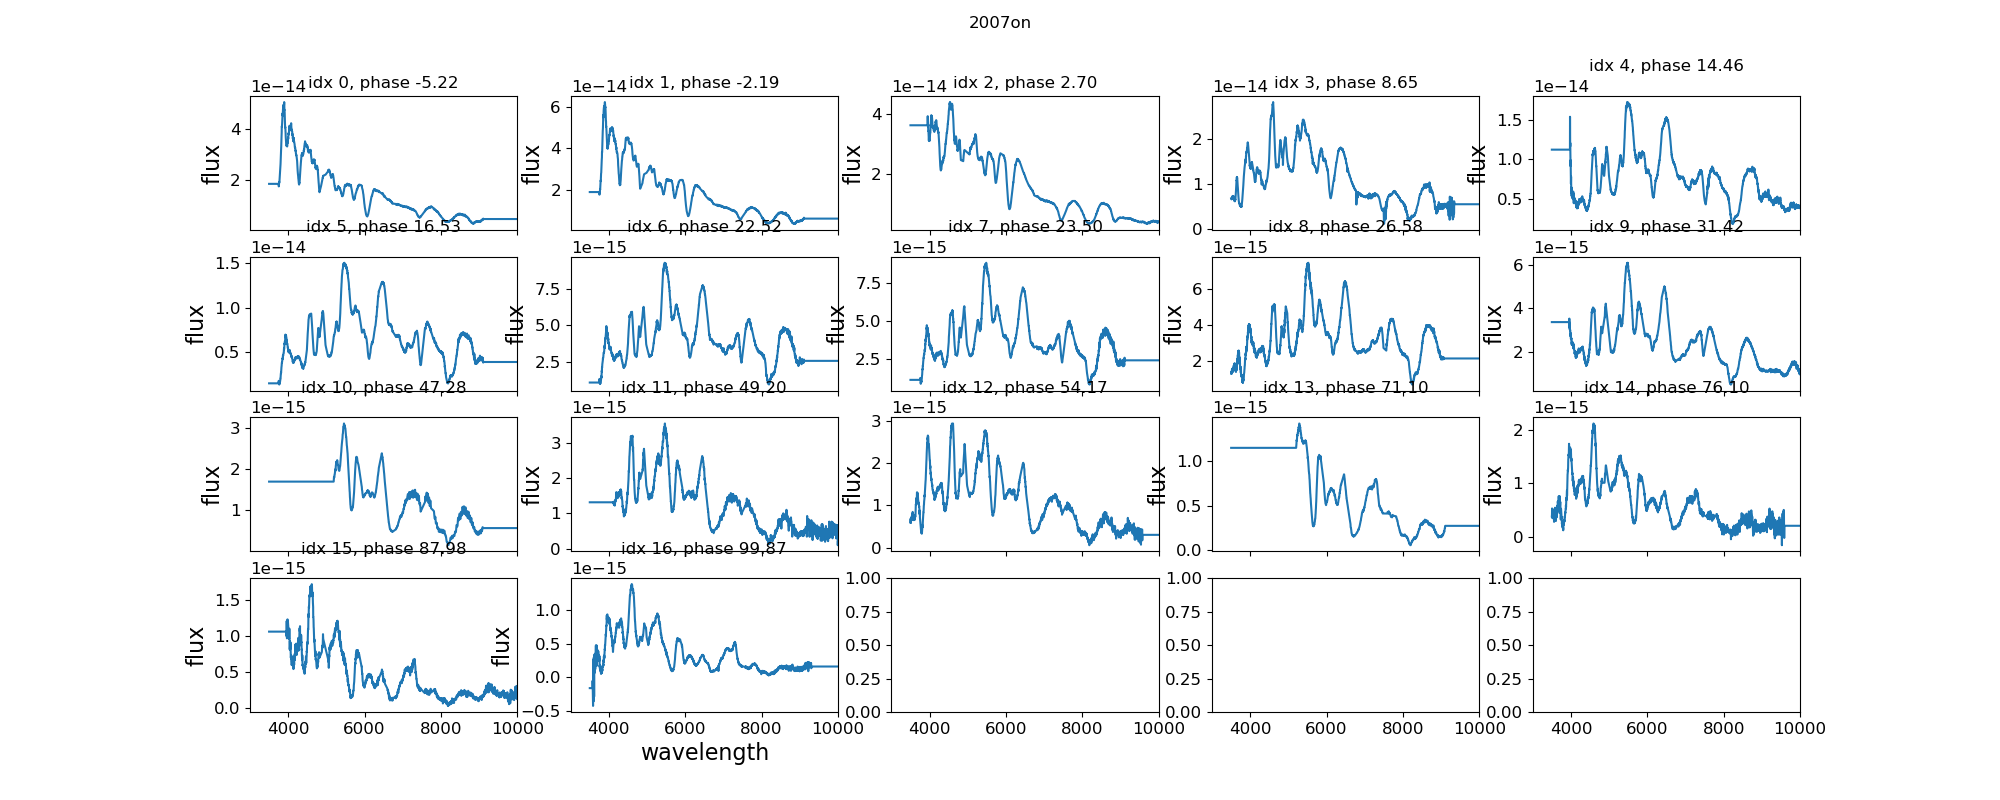 2007on
idx 0, phase -5.22
idx 1, phase -2.19
idx 2, phase 2.70
idx 3, phase 8.65
idx 4, phase 14.46
1e−14
1e−14
1e−14
1e−14
1e−14
flux
4
2
flux
6
4
2
flux
4
2
flux
2
1
0
flux
1.5
1.0
0.5
idx 5, phase 16.53
idx 6, phase 22.52
idx 7, phase 23.50
idx 8, phase 26.58
idx 9, phase 31.42
1e−14
1e−15
1e−15
1e−15
1e−15
flux
1.5
1.0
0.5
flux
7.5
5.0
2.5
flux
7.5
5.0
2.5
flux
6
4
2
flux
6
4
2
idx 10, phase 47.28
idx 11, phase 49.20
idx 12, phase 54.17
idx 13, phase 71.10
idx 14, phase 76.10
1e−15
1e−15
1e−15
1e−15
1e−15
flux
3
2
1
flux
3
2
1
0
flux
3
2
1
0
flux
1.0
0.5
0.0
flux
2
1
0
idx 15, phase 87.98
idx 16, phase 99.87
1e−15
1e−15
flux
1.5
1.0
0.5
0.0
flux
1.0
0.5
0.0
−0.5
1.00
0.75
0.50
0.25
0.00
1.00
0.75
0.50
0.25
0.00
1.00
0.75
0.50
0.25
0.00
4000 6000 8000 10000
4000 6000 8000 10000
4000 6000 8000 10000
4000 6000 8000 10000
4000 6000 8000 10000
wavelength